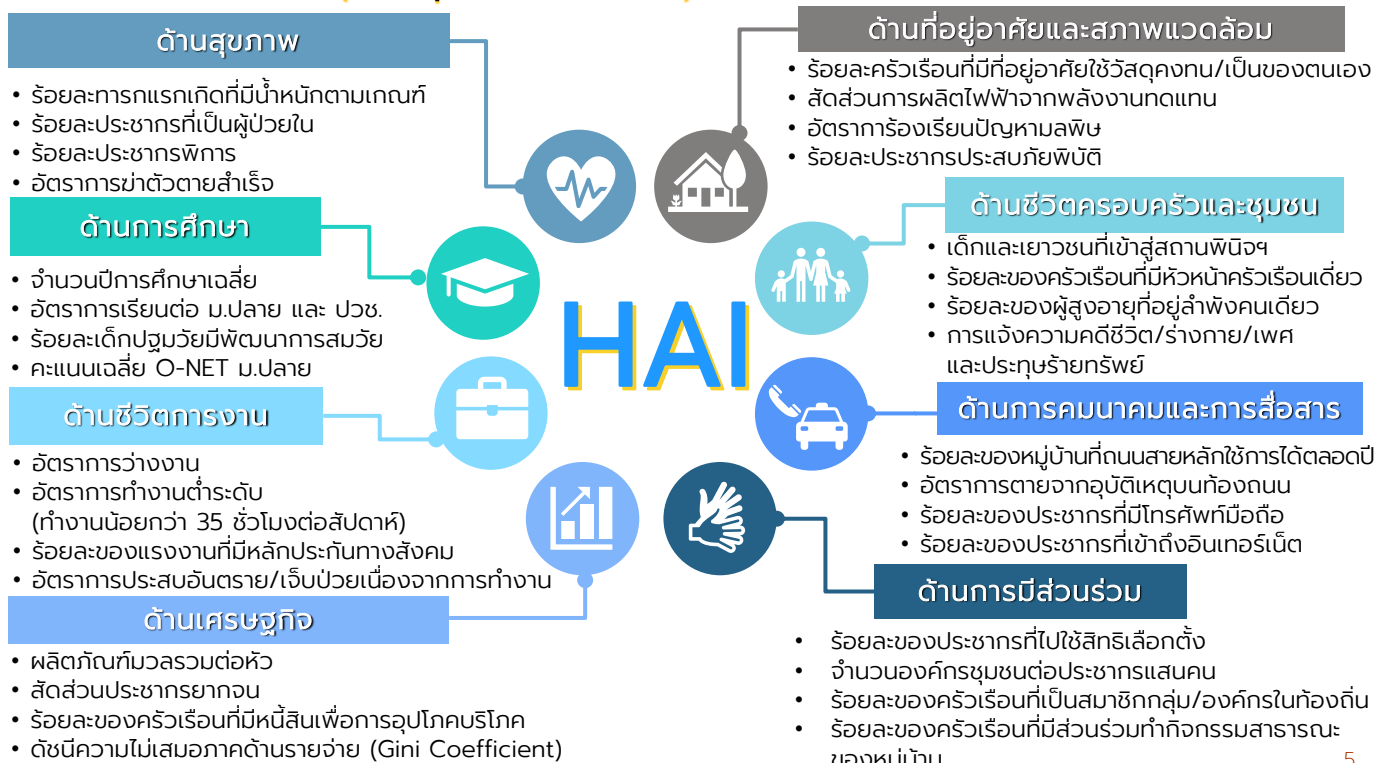 ด้านสุขภาพ
• ร้อยละทารกแรกเกิดที่มีน้ำหนักตามเกณฑ์
• ร้อยละประชากรที่เป็นผู้ป่วยใน
• ร้อยละประชากรพิการ
• อัตราการฆ่าตัวตายสำเร็จ
ด้านการศึกษา
• จำนวนปีการศึกษาเฉลี่ย
• อัตราการเรียนต่อ ม.ปลาย และ ปวช.
• ร้อยละเด็กปฐมวัยมีพัฒนาการสมวัย
• คะแนนเฉลี่ย O-NET ม.ปลาย
ด้านชีวิตการงาน
• อัตราการว่างงาน
• อัตราการทำงานต่ำระดับ
(ทำงานน้อยกว่า 35 ชั่วโมงต่อสัปดาห์)
• ร้อยละของแรงงานที่มีหลักประกันทางสังคม
• อัตราการประสบอันตราย/เจ็บป่วยเนื่องจากการทำงาน
ด้านเศรษฐกิจ
• ผลิตภัณฑ์มวลรวมต่อหัว
• สัดส่วนประชากรยากจน
• ร้อยละของครัวเรือนที่มีหนี้สินเพื่อการอุปโภคบริโภค
• ดัชนีความไม่เสมอภาคด้านรายจ่าย (Gini Coefficient)
HAI
ด้านที่อยู่อาศัยและสภาพแวดล้อม
• ร้อยละครัวเรือนที่มีที่อยู่อาศัยใช้วัสดุคงทน/เป็นของตนเอง
• สัดส่วนการผลิตไฟฟ้าจากพลังงานทดแทน
• อัตราการ้องเรียนปัญหามลพิษ
• ร้อยละประชากรประสบภัยพิบัติ
ด้านชีวิตครอบครัวและชุมชน
• เด็กและเยาวชนที่เข้าสู่สถานพินิจฯ
• ร้อยละของครัวเรือนที่มีหัวหน้าครัวเรือนเดี่ยว
• ร้อยละของผู้สูงอายุที่อยู่ลำพังคนเดียว
• การแจ้งความคดีชีวิต/ร่างกาย/เพศ
และประทุษร้ายทรัพย์
ด้านการคมนาคมและการสื่อสาร
• ร้อยละของหมู่บ้านที่ถนนสายหลักใช้การได้ตลอดปี
• อัตราการตายจากอุบัติเหตุบนท้องถนน
• ร้อยละของประชากรที่มีโทรศัพท์มือถือ
• ร้อยละของประชากรที่เข้าถึงอินเทอร์เน็ต
ด้านการมีส่วนร่วม
• ร้อยละของประชากรที่ไปใช้สิทธิเลือกตั้ง
• จำนวนองค์กรชุมชนต่อประชากรแสนคน
• ร้อยละของครัวเรือนที่เป็นสมาชิกกลุ่ม/องค์กรในท้องถิ่น
• ร้อยละของครัวเรือนที่มีส่วนร่วมทำกิจกรรมสาธารณะ
ของหมู่บ้าน
5